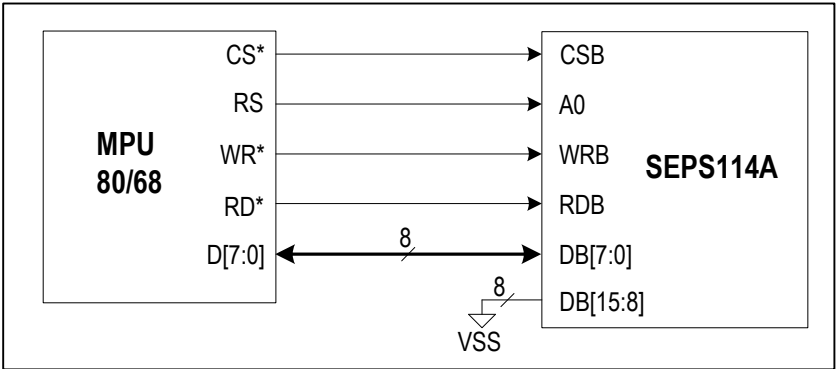 CS*
CSB
RS
A0
MPU
80/68
WR*
WRB
SEPS114A
RD*
RDB
8
D[7:0]
DB[7:0]
8
DB[15:8]
VSS